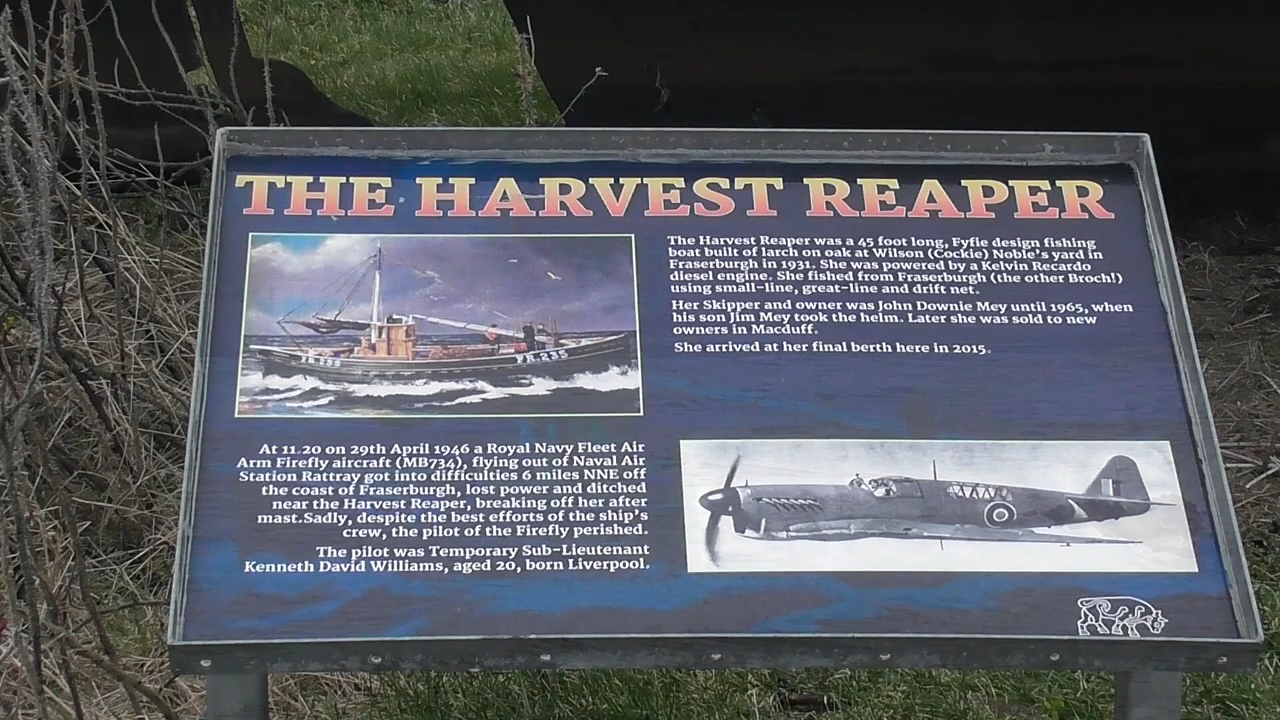 THE HARVEST REAPER
The Harvest Reaper was a 45 foot long, Fyfie design fishing
boat built of larch on oak at Wilson (Cockie) Noble's yard in
Fraserburgh in 1931. She was powered by a Kelvin Recardo
diesel engine. She fished from Fraserburgh (the other Broch!)
using small-line, great-line and drift net.
Her Skipper and owner was John Downie Mey until 1965, when
his son Jim Mey took the helm. Later she was sold to new
owners in Macduff.
She arrived at her final berth here in 2015.
FR.235
At 11.20 on 29th April 1946 a Royal Navy Fleet Air
Arm Firefly aircraft (MB734), flying out of Naval Air
Station Rattray got into difficulties 6 miles NNE off
the coast of Fraserburgh, lost power and ditched
near the Harvest Reaper, breaking off her after
mast.Sadly, despite the best efforts of the ship's
crew, the pilot of the Firefly perished.
The pilot was Temporary Sub-Lieutenant
Kenneth David Williams, aged 20, born Liverpool.